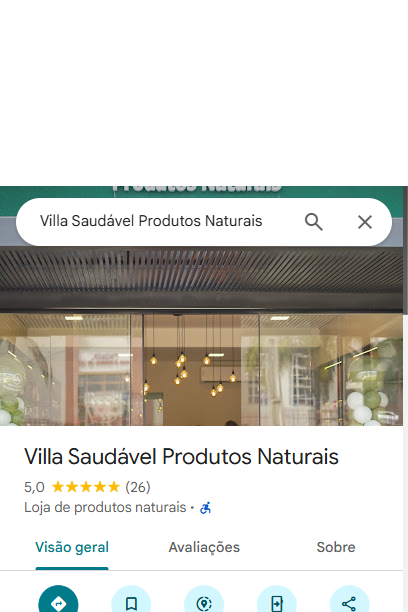 Produtos Naturais
Villa Saudável Produtos Naturais
Villa Saudável Produtos Naturais
5,0 (26)
Loja de produtos naturais ·
Visão geral Avaliações Sobre